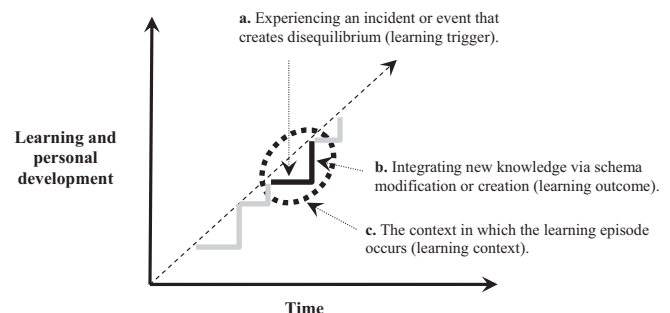 a. Experiencing an incident or event that
creates disequilibrium (learning trigger).
Learning and
personal
development
b. Integrating new knowledge via schema
modification or creation (learning outcome).
c. The context in which the learning episode
occurs (learning context).
Time